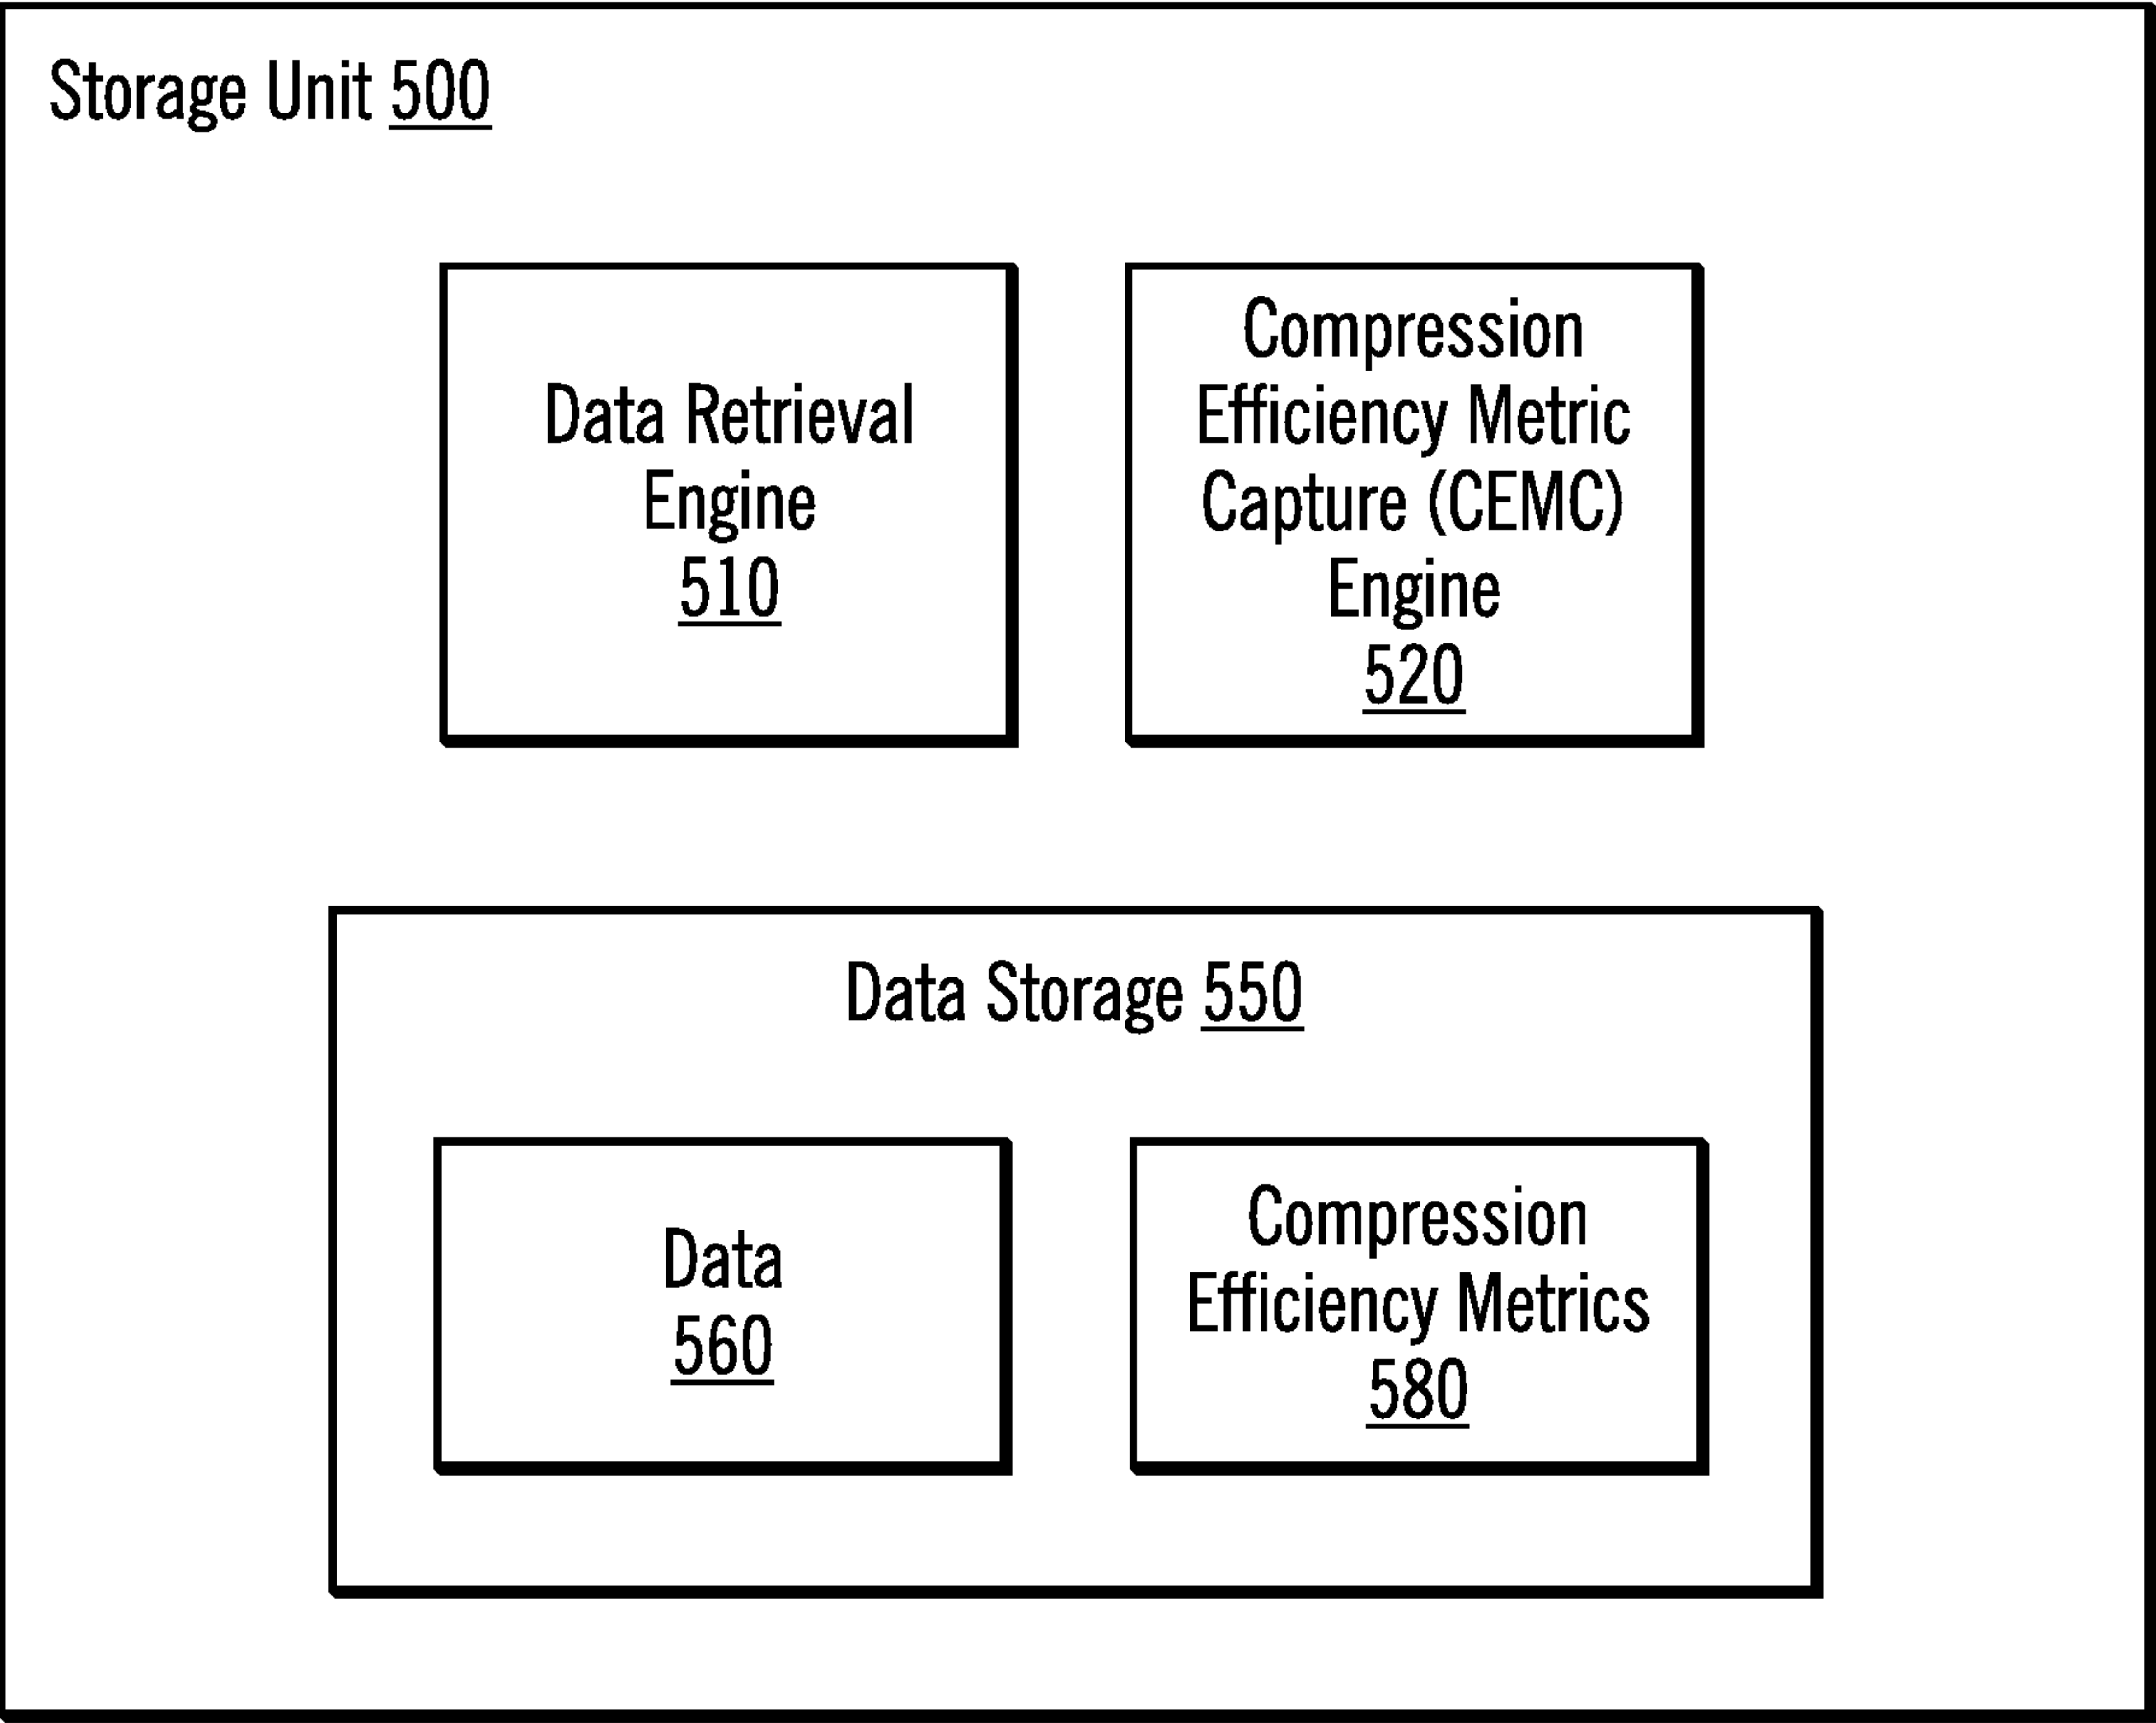 Storage Unit 500
Data Retrieval
Engine
510
Compression
Efficiency Metric
Capture (CEMC)
Engine
520
Data Storage 550
Data
560
Compression
Efficiency Metrics
580